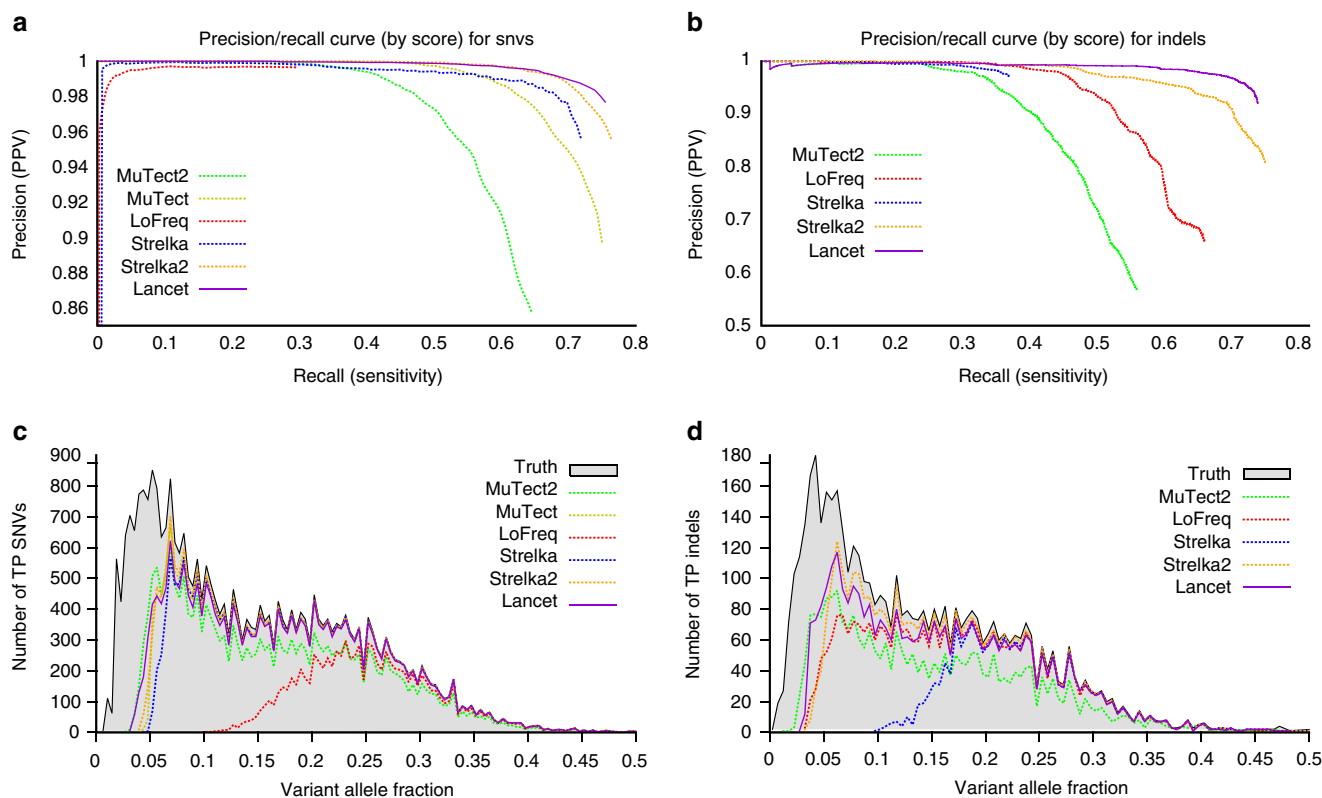 a
Precision/recall curve (by score) for snvs
Precision (PPV)
1
0.98
0.96
0.94
0.92
0.9
0.88
0.86
MuTect2
MuTect
LoFreq
Strelka
Strelka2
Lancet
0 0.1 0.2 0.3 0.4 0.5 0.6 0.7 0.8
Recall (sensitivity)
b
Precision/recall curve (by score) for indels
Precision (PPV)
1
0.9
0.8
0.7
0.6
0.5
MuTect2
LoFreq
Strelka
Strelka2
Lancet
0 0.1 0.2 0.3 0.4 0.5 0.6 0.7 0.8
Recall (sensitivity)
c
Number of TP SNVs
900
800
700
600
500
400
300
200
100
0
Truth
MuTect2
MuTect
LoFreq
Strelka
Strelka2
Lancet
0 0.05 0.1 0.15 0.2 0.25 0.3 0.35 0.4 0.45 0.5
Variant allele fraction
d
Number of TP indels
180
160
140
120
100
80
60
40
20
0
Truth
MuTect2
LoFreq
Strelka
Strelka2
Lancet
0 0.05 0.1 0.15 0.2 0.25 0.3 0.35 0.4 0.45 0.5
Variant allele fraction